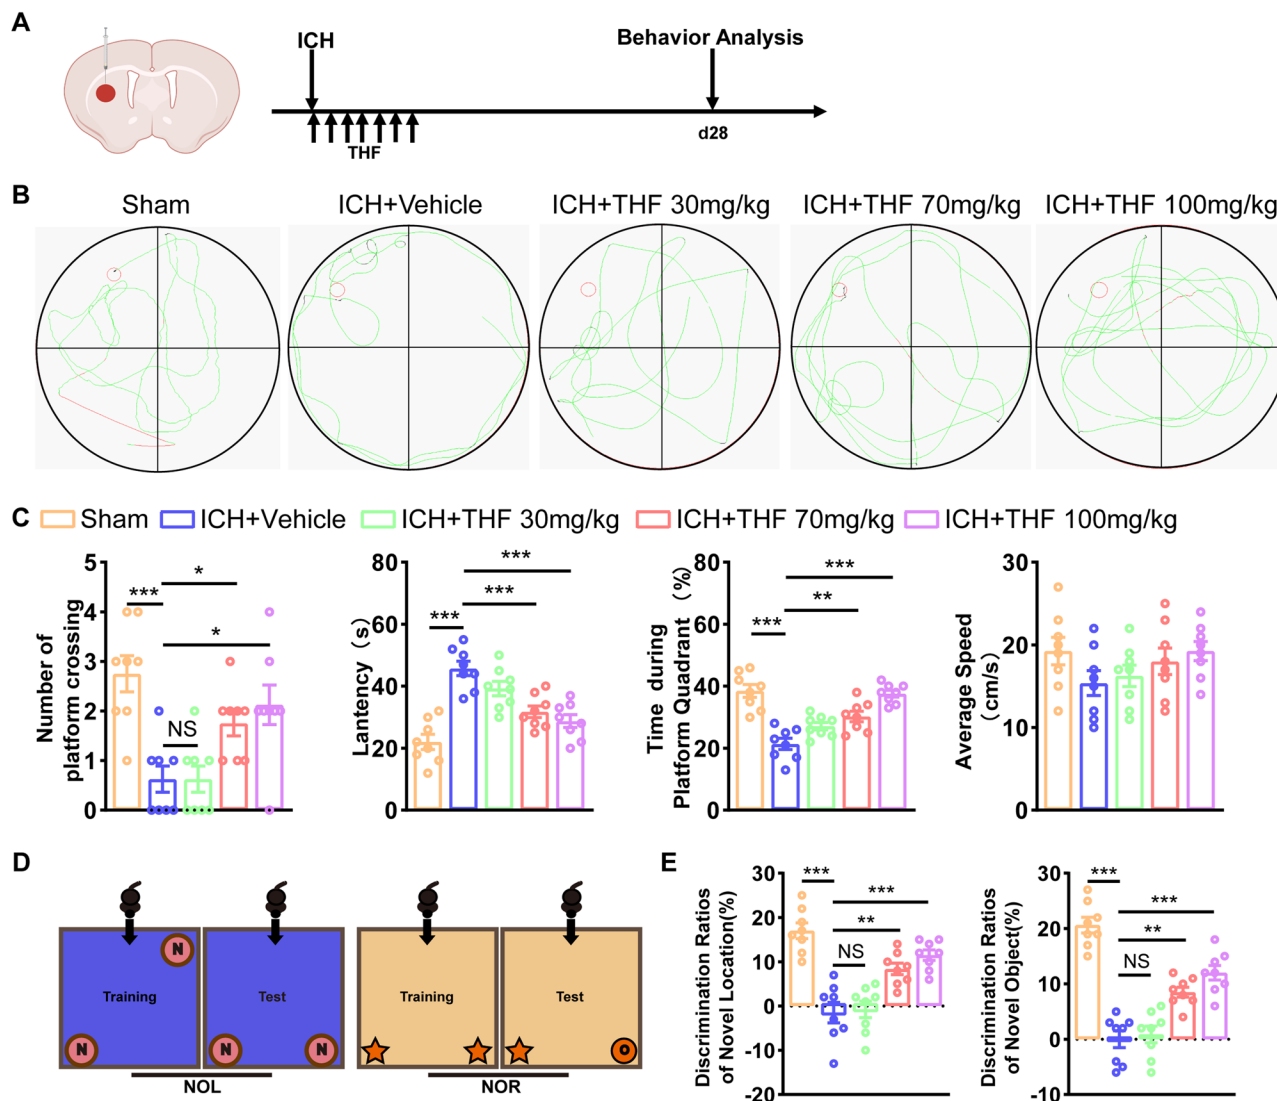 A
ICH
Behavior Analysis
THF
d28
B
Sham
ICH+Vehicle
ICH+THF 30mg/kg
ICH+THF 70mg/kg
ICH+THF 100mg/kg
C
Sham
ICH+Vehicle
ICH+THF 30mg/kg
ICH+THF 70mg/kg
ICH+THF 100mg/kg
Number of
platform crossing
5
4
3
2
1
0
***
*
*
NS
Lantency (s)
80
60
40
20
0
***
***
***
Time during
Platform Quadrant (%)
80
60
40
20
0
***
**
***
Average Speed
(cm/s)
30
20
10
0
D
N
Training
N
Test
N
N
NOL
Training
Test
O
NOR
E
Discrimination Ratios
of Novel Location(%)
30
20
10
0
-10
-20
***
***
**
NS
Discrimination Ratios
of Novel Object(%)
30
20
10
0
-10
***
***
**
NS